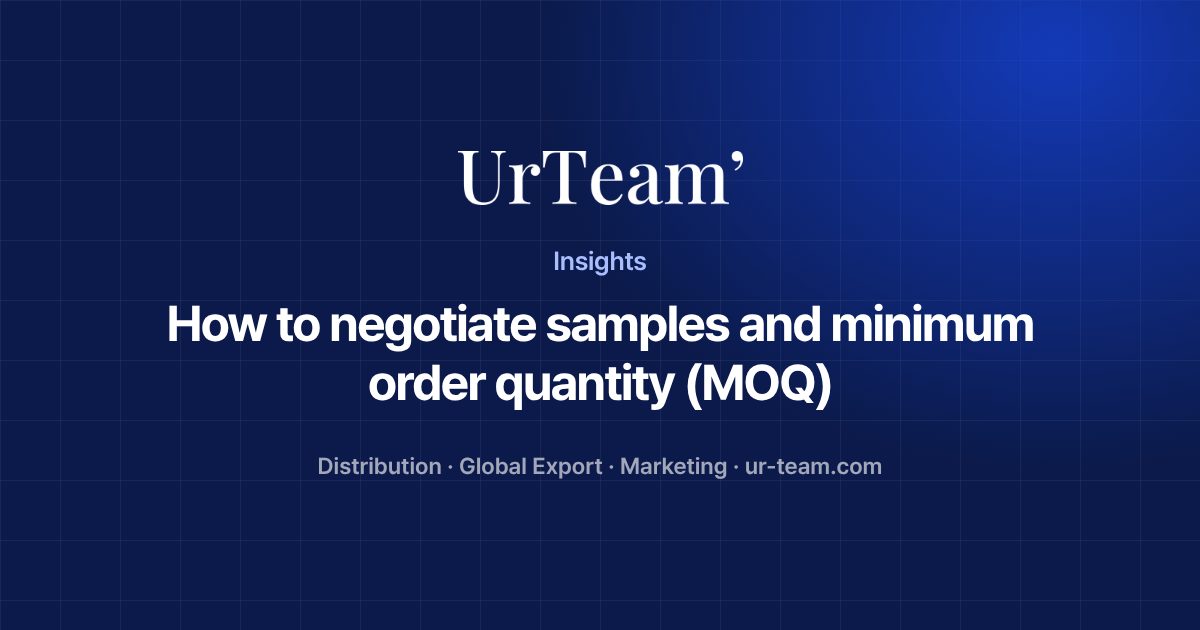 UrTeam’
Insights
How to negotiate samples and minimum
order quantity (MOQ)
Distribution · Global Export · Marketing · ur-team.com